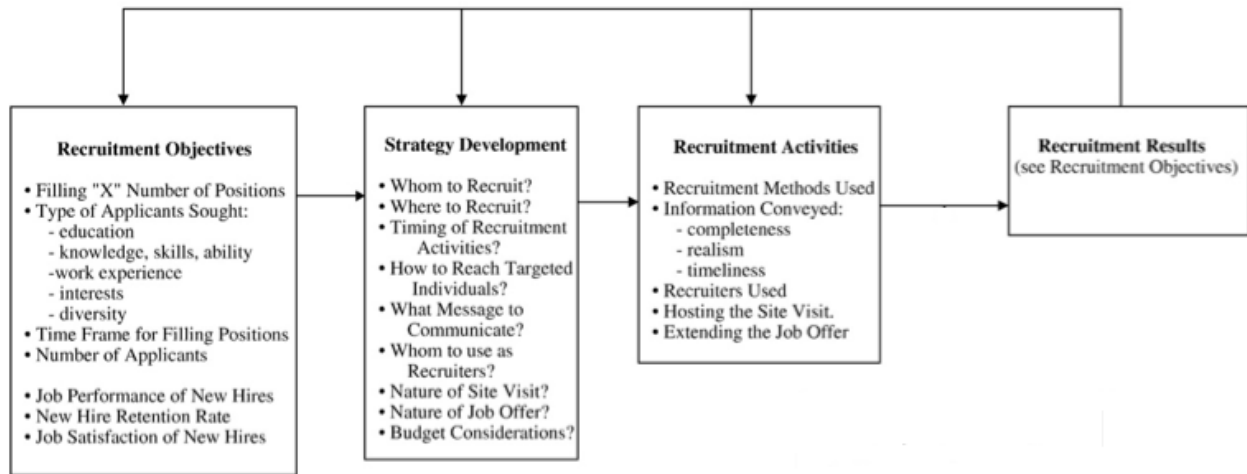 Recruitment Objectives
• Filling "X" Number of Positions
• Type of Applicants Sought:
- education
- knowledge, skills, ability
-work experience
- interests
- diversity
• Time Frame for Filling Positions
• Number of Applicants
• Job Performance of New Hires
• New Hire Retention Rate
• Job Satisfaction of New Hires
Strategy Development
• Whom to Recruit?
• Where to Recruit?
• Timing of Recruitment
Activities?
• How to Reach Targeted
Individuals?
• What Message to
Communicate?
• Whom to use as
Recruiters?
• Nature of Site Visit?
• Nature of Job Offer?
• Budget Considerations?
Recruitment Activities
• Recruitment Methods Used
• Information Conveyed:
- completeness
- realism
- timeliness
• Recruiters Used
• Hosting the Site Visit.
• Extending the Job Offer
Recruitment Results
(see Recruitment Objectives)